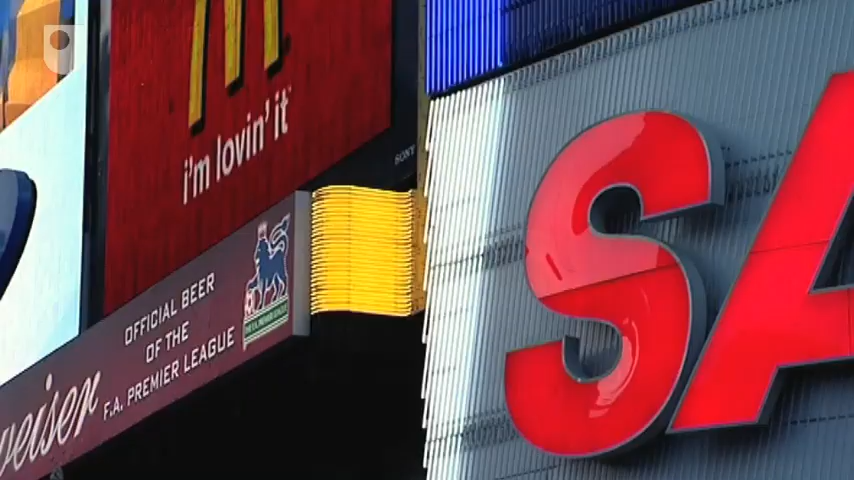 i'm lovin' it
SONY
OFFICIAL BEER
OF THE
F.A. PREMIER LEAGUE
weiser
SA